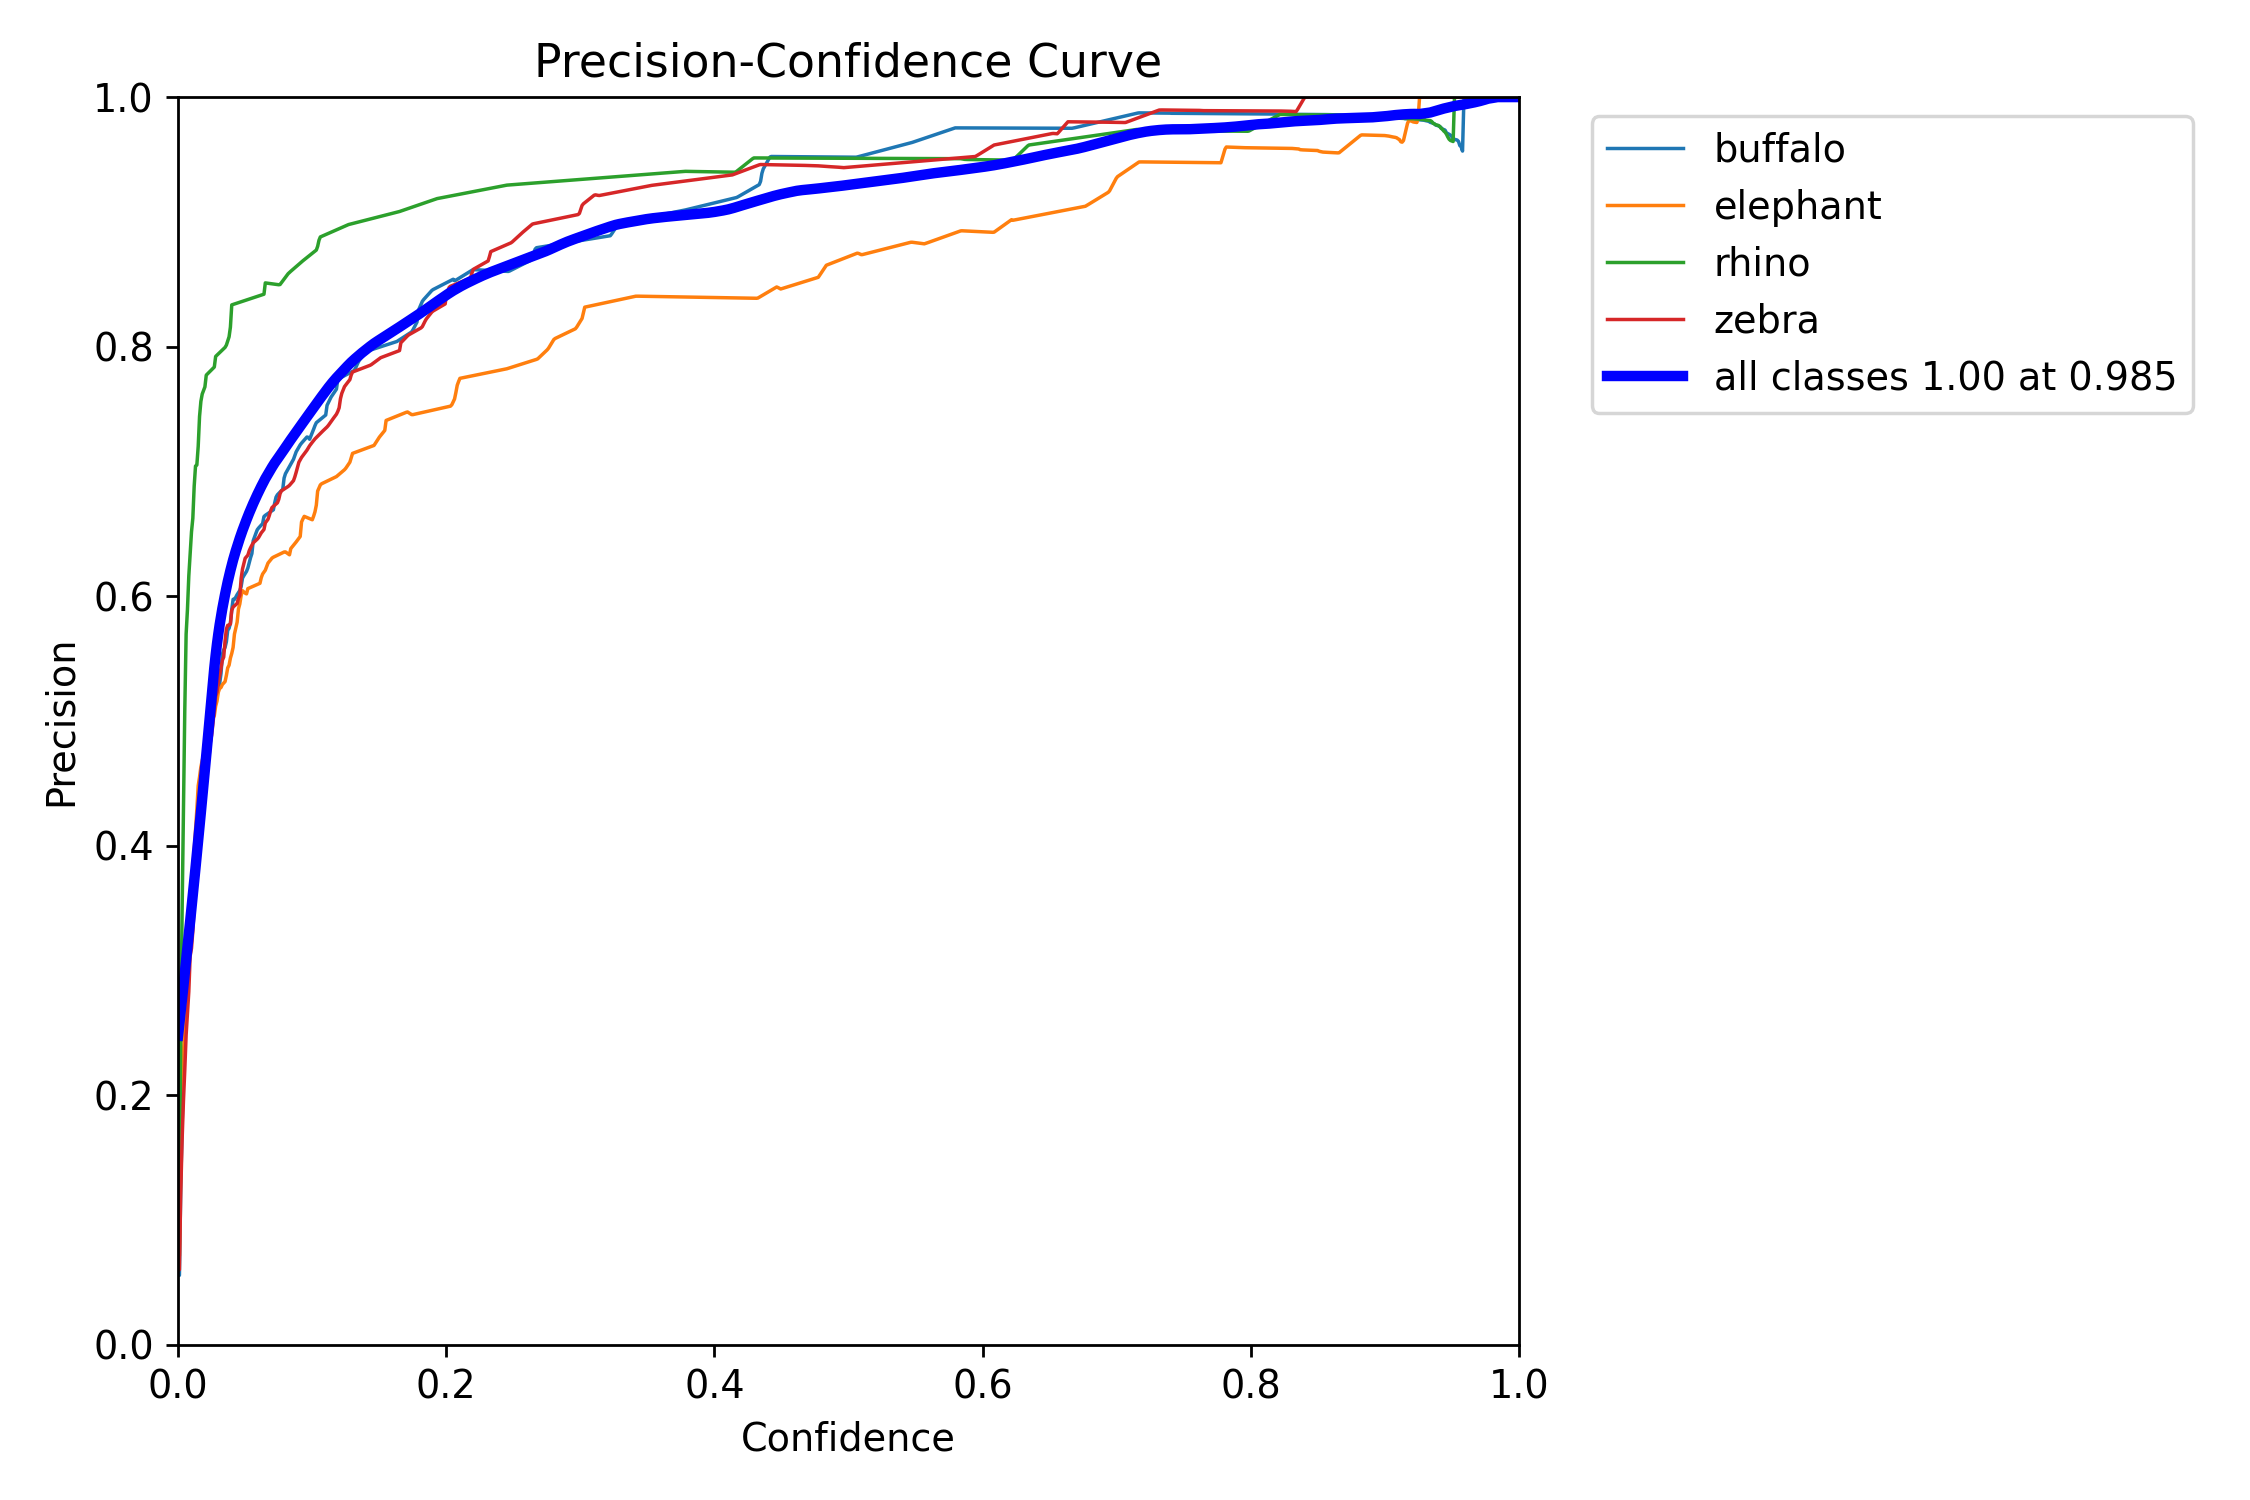 Precision-Confidence Curve
1.0
0.8
0.6
0.4
0.2
0.0
Precision
0.0 0.2 0.4 0.6 0.8 1.0
Confidence
buffalo
elephant
rhino
zebra
all classes 1.00 at 0.985